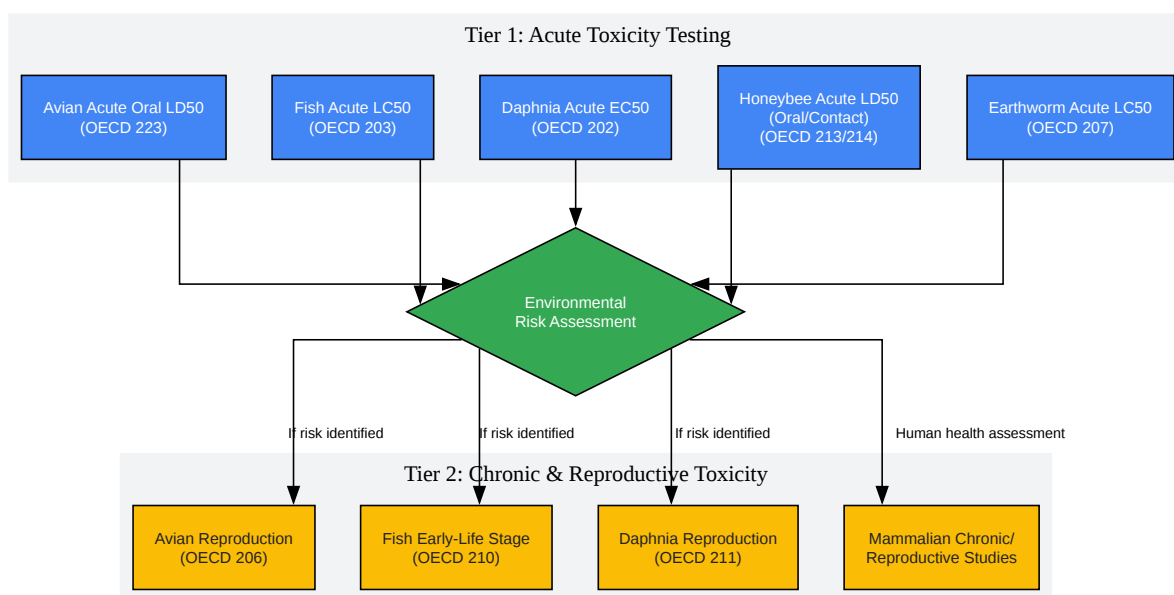 Tier 1: Acute Toxicity Testing
Avian Acute Oral LD50
(OECD 223)
Fish Acute LC50
(OECD 203)
Daphnia Acute EC50
(OECD 202)
Honeybee Acute LD50
(Oral/Contact)
(OECD 213/214)
Earthworm Acute LC50
(OECD 207)
Environmental
Risk Assessment
If risk identified
If risk identified
If risk identified
Human health assessment
Tier 2: Chronic & Reproductive Toxicity
Avian Reproduction
(OECD 206)
Fish Early-Life Stage
(OECD 210)
Daphnia Reproduction
(OECD 211)
Mammalian Chronic/
Reproductive Studies